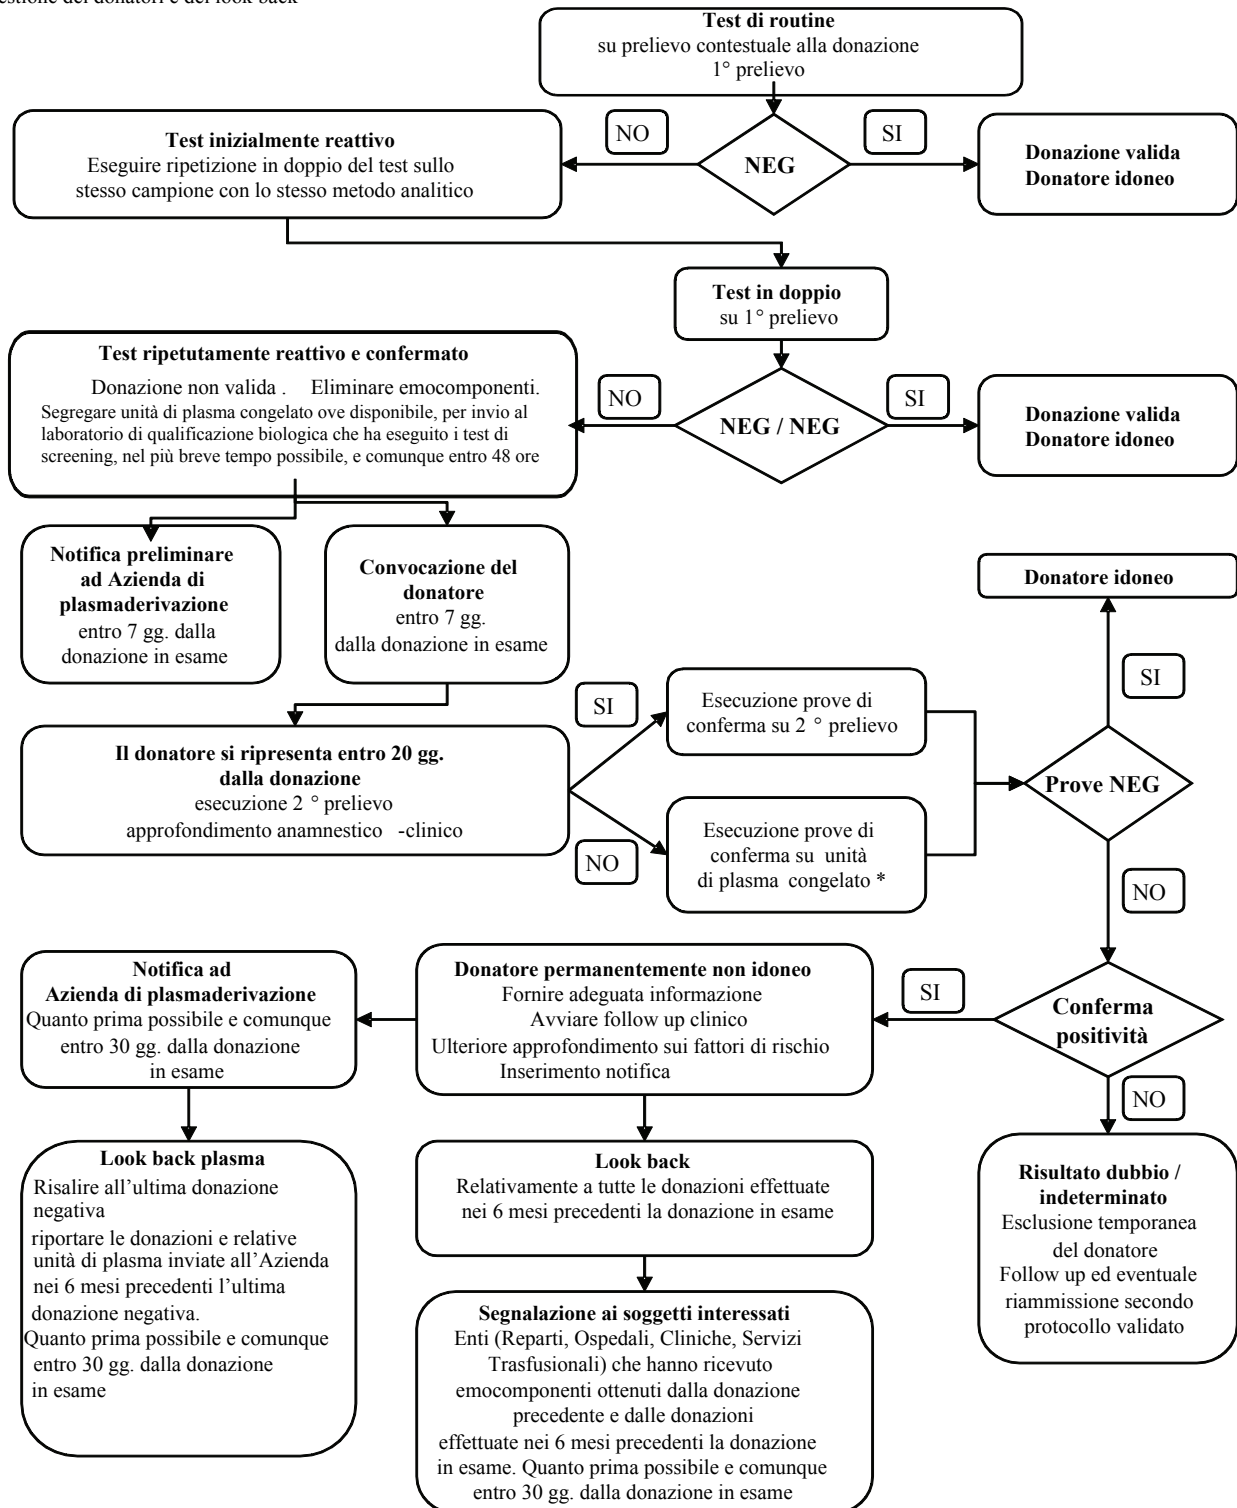 estione dei donatori e del look back
Test di routine
su prelievo contestuale alla donazione
1° prelievo
Test inizialmente reattivo
Eseguire ripetizione in doppio del test sullo
stesso campione con lo stesso metodo analitico
NO
NEG
SI
Donazione valida
Donatore idoneo
Test in doppio
su 1° prelievo
Test ripetutamente reattivo e confermato
Donazione non valida . Eliminare emocomponenti.
Segregare unità di plasma congelato ove disponibile, per invio al
laboratorio di qualificazione biologica che ha eseguito i test di
screening, nel più breve tempo possibile, e comunque entro 48 ore
NO
NEG / NEG
SI
Donazione valida
Donatore idoneo
Notifica preliminare
ad Azienda di
plasmaderivazione
entro 7 gg. dalla
donazione in esame
Convocazione del
donatore
entro 7 gg.
dalla donazione in esame
Donatore idoneo
SI
Il donatore si ripresenta entro 20 gg.
dalla donazione
esecuzione 2 ° prelievo
approfondimento anamnestico -clinico
SI
Esecuzione prove di
conferma su 2 ° prelievo
NO
Esecuzione prove di
conferma su unità
di plasma congelato *
Prove NEG
NO
Notifica ad
Azienda di plasmaderivazione
Quanto prima possibile e comunque
entro 30 gg. dalla donazione
in esame
Donatore permanentemente non idoneo
Fornire adeguata informazione
Avviare follow up clinico
Ulteriore approfondimento sui fattori di rischio
Inserimento notifica
SI
Conferma
positività
NO
Look back plasma
Risalire all'ultima donazione
negativa
riportare le donazioni e relative
unità di plasma inviate all'Azienda
nei 6 mesi precedenti l'ultima
donazione negativa.
Quanto prima possibile e comunque
entro 30 gg. dalla donazione
in esame
Look back
Relativamente a tutte le donazioni effettuate
nei 6 mesi precedenti la donazione in esame
Risultato dubbio /
indeterminato
Esclusione temporanea
del donatore
Follow up ed eventuale
riammissione secondo
protocollo validato
Segnalazione ai soggetti interessati
Enti (Reparti, Ospedali, Cliniche, Servizi
Trasfusionali) che hanno ricevuto
emocomponenti ottenuti dalla donazione
precedente e dalle donazioni
effettuate nei 6 mesi precedenti la donazione
in esame. Quanto prima possibile e comunque
entro 30 gg. dalla donazione in esame